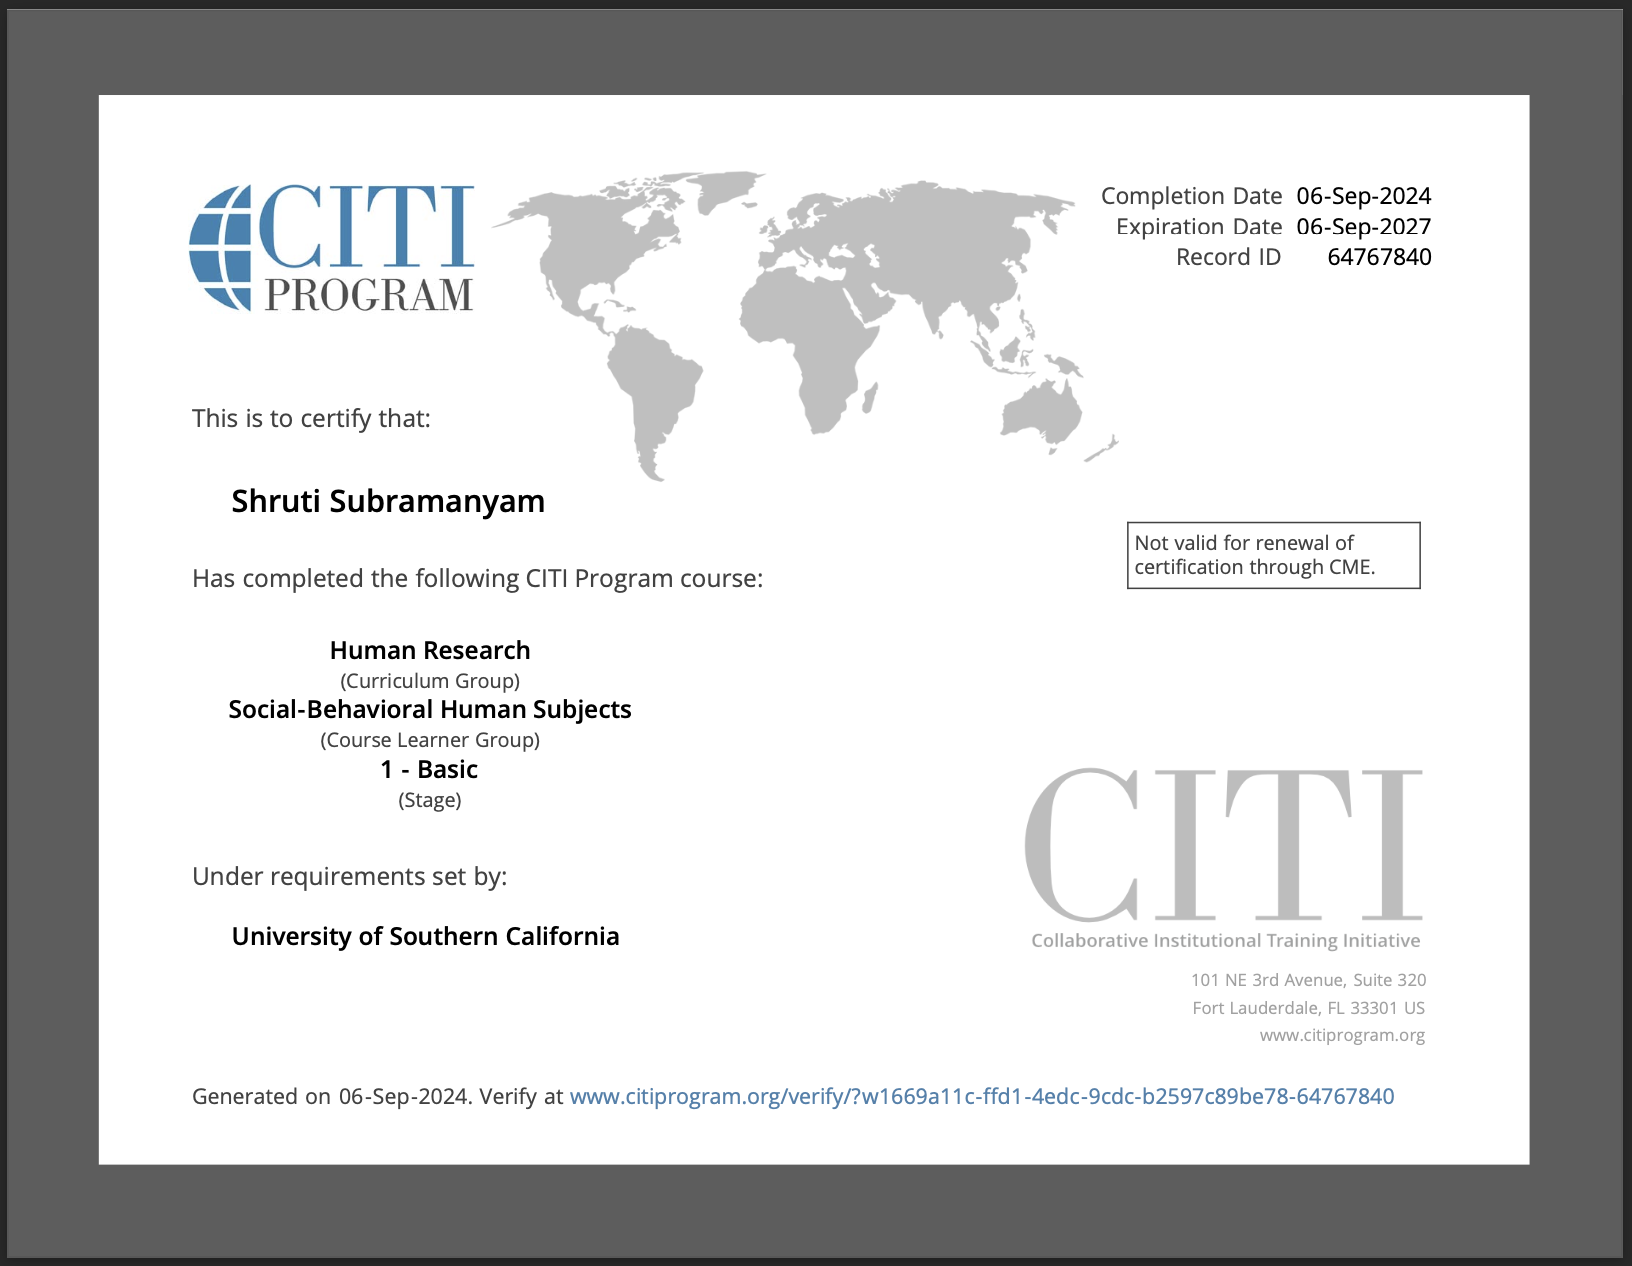 CITI
PROGRAM
Completion Date 06-Sep-2024
Expiration Date 06-Sep-2027
Record ID 64767840
This is to certify that:
Shruti Subramanyam
Not valid for renewal of
certification through CME.
Has completed the following CITI Program course:
Human Research
(Curriculum Group)
Social-Behavioral Human Subjects
(Course Learner Group)
1 - Basic
(Stage)
Under requirements set by:
University of Southern California
CITI
Collaborative Institutional Training Initiative
101 NE 3rd Avenue, Suite 320
Fort Lauderdale, FL 33301 US
www.citiprogram.org
Generated on 06-Sep-2024. Verify at www.citiprogram.org/verify/?w1669a11c-ffd1-4edc-9cdc-b2597c89be78-64767840